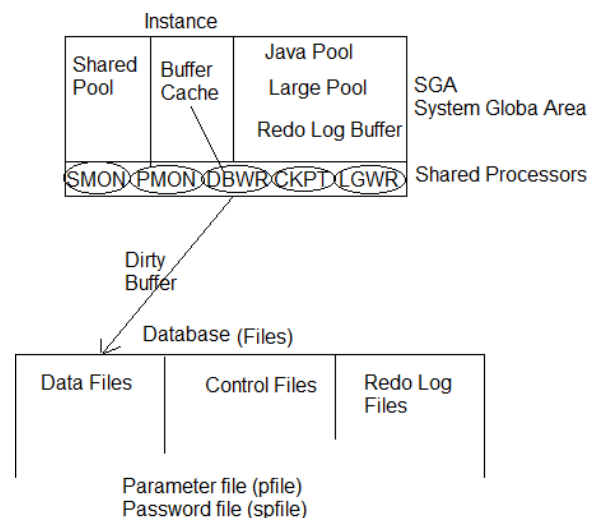 Instance
Shared
Pool
Buffer
Cache
Java Pool
Large Pool
Redo Log Buffer
SGA
System Globa Area
SMON PMON DBWR CKPT LGWR
Shared Processors
Dirty
Buffer
Database (Files)
Data Files
Control Files
Redo Log
Files
Parameter file (pfile)
Password file (spfile)